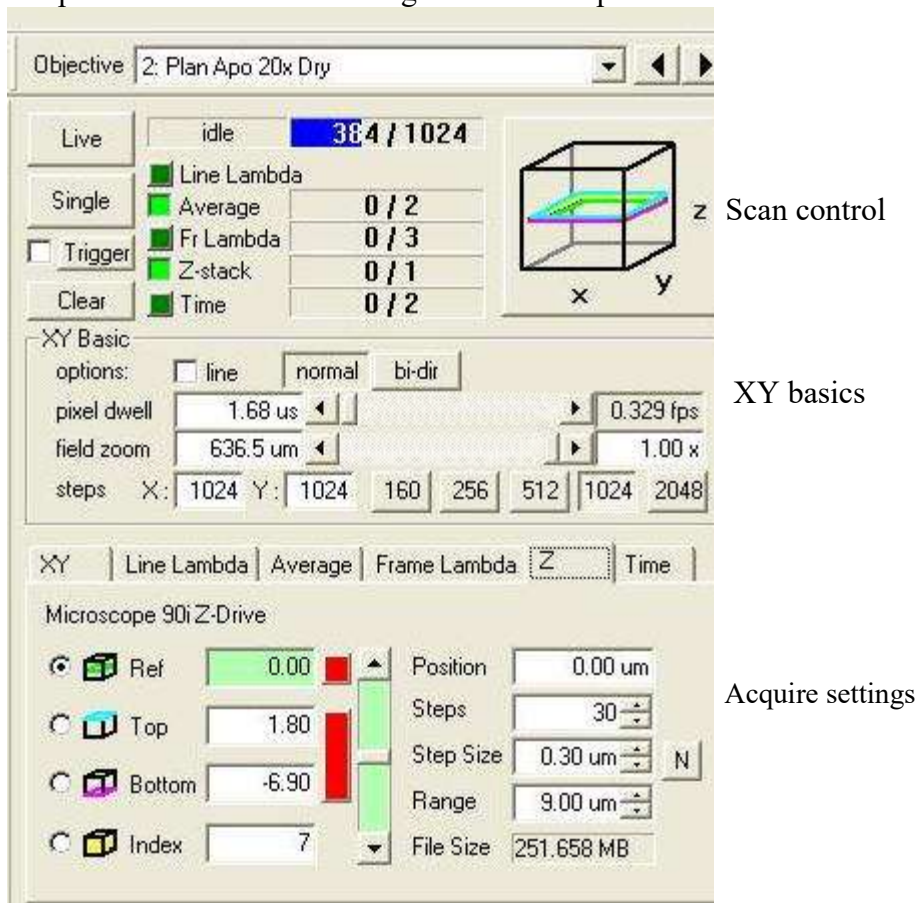 Objective 2: Plan Apo 20x Dry
Live idle 384 / 1024
Line Lambda
Single Average 0 / 2
Fr Lambda 0 / 3
Trigger
Z-stack 0 / 1
Clear Time 0 / 2
x y z
Scan control
XY Basic
options: line normal bi-dir
pixel dwell 1.68 us 0.329 fps
field zoom 636.5 um 1.00 x
steps X: 1024 Y: 1024 160 256 512 1024 2048
XY basics
XY Line Lambda Average Frame Lambda Z Time
Microscope 90i Z-Drive
Ref 0.00 Position 0.00 um
Top 1.80 Steps 30
Bottom -6.90 Step Size 0.30 um N
Range 9.00 um
Index 7 File Size 251.658 MB
Acquire settings